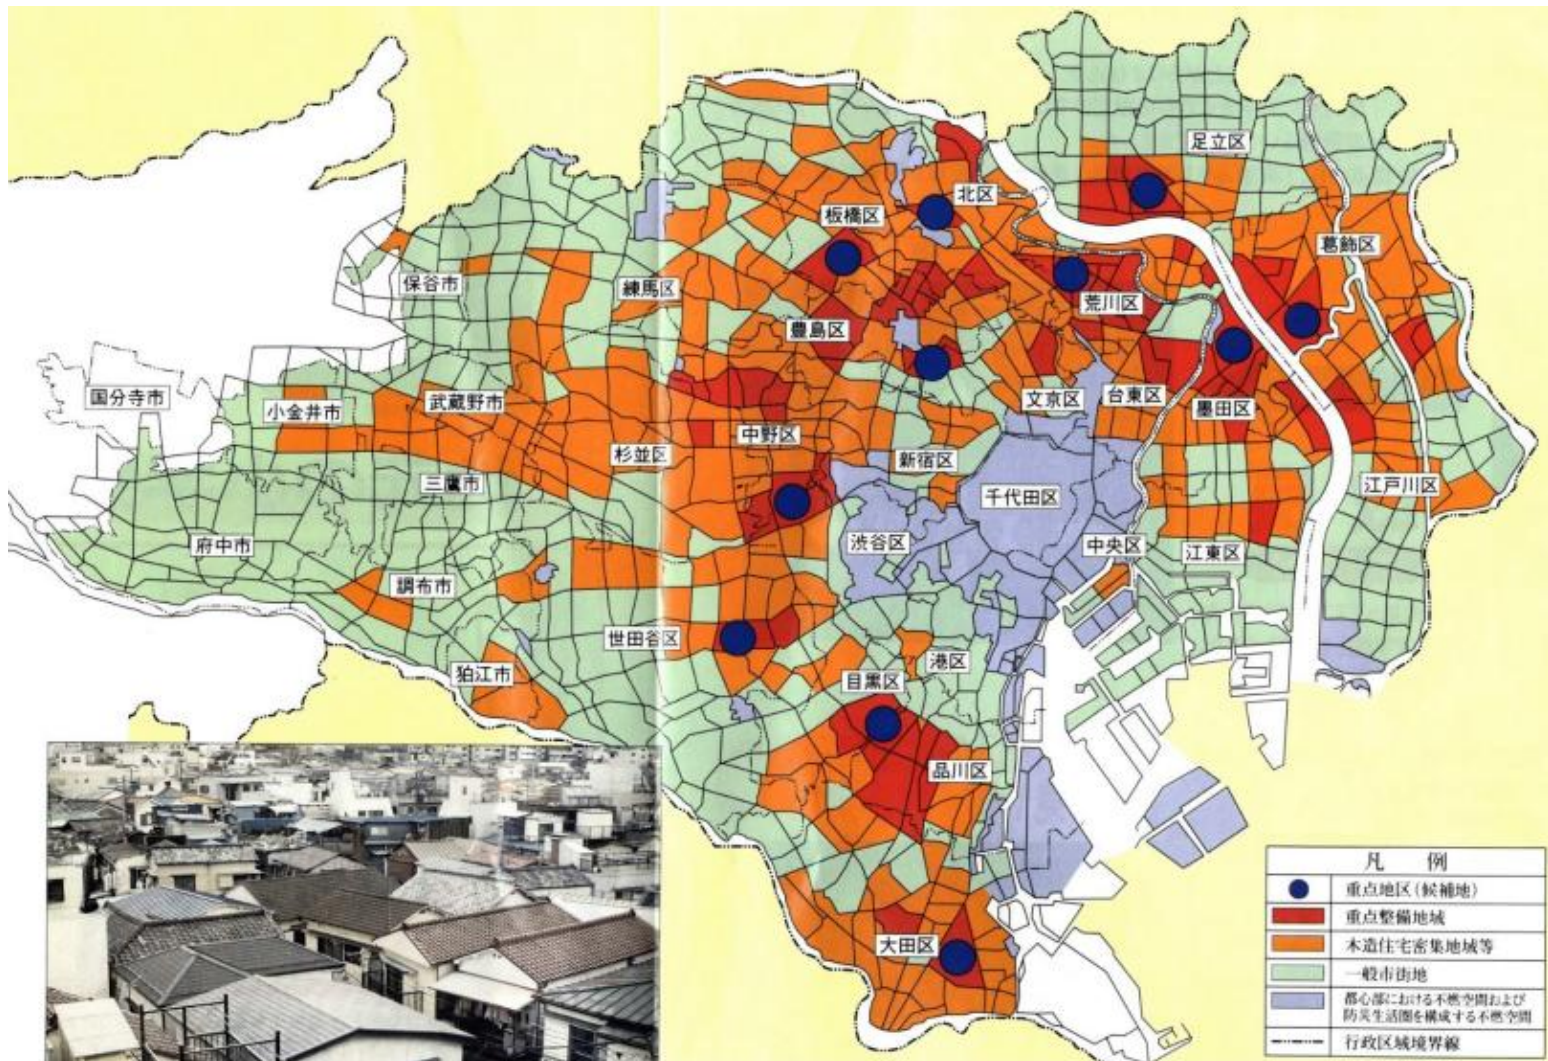 足立区
北区
板橋区
葛飾区
保谷市
練馬区
荒川区
豊島区
国分寺市
小金井市
武蔵野市
文京区
台東区
墨田区
中野区
杉並区
新宿区
三鷹市
千代田区
江戸川区
府中市
渋谷区
中央区
江東区
調布市
世田谷区
港区
狛江市
目黒区
品川区
大田区
凡 例
重点地区(候補地)
重点整備地域
木造住宅密集地域等
一般市街地
都心部における不燃空間および
防災生活圏を構成する不燃空間
行政区域境界線